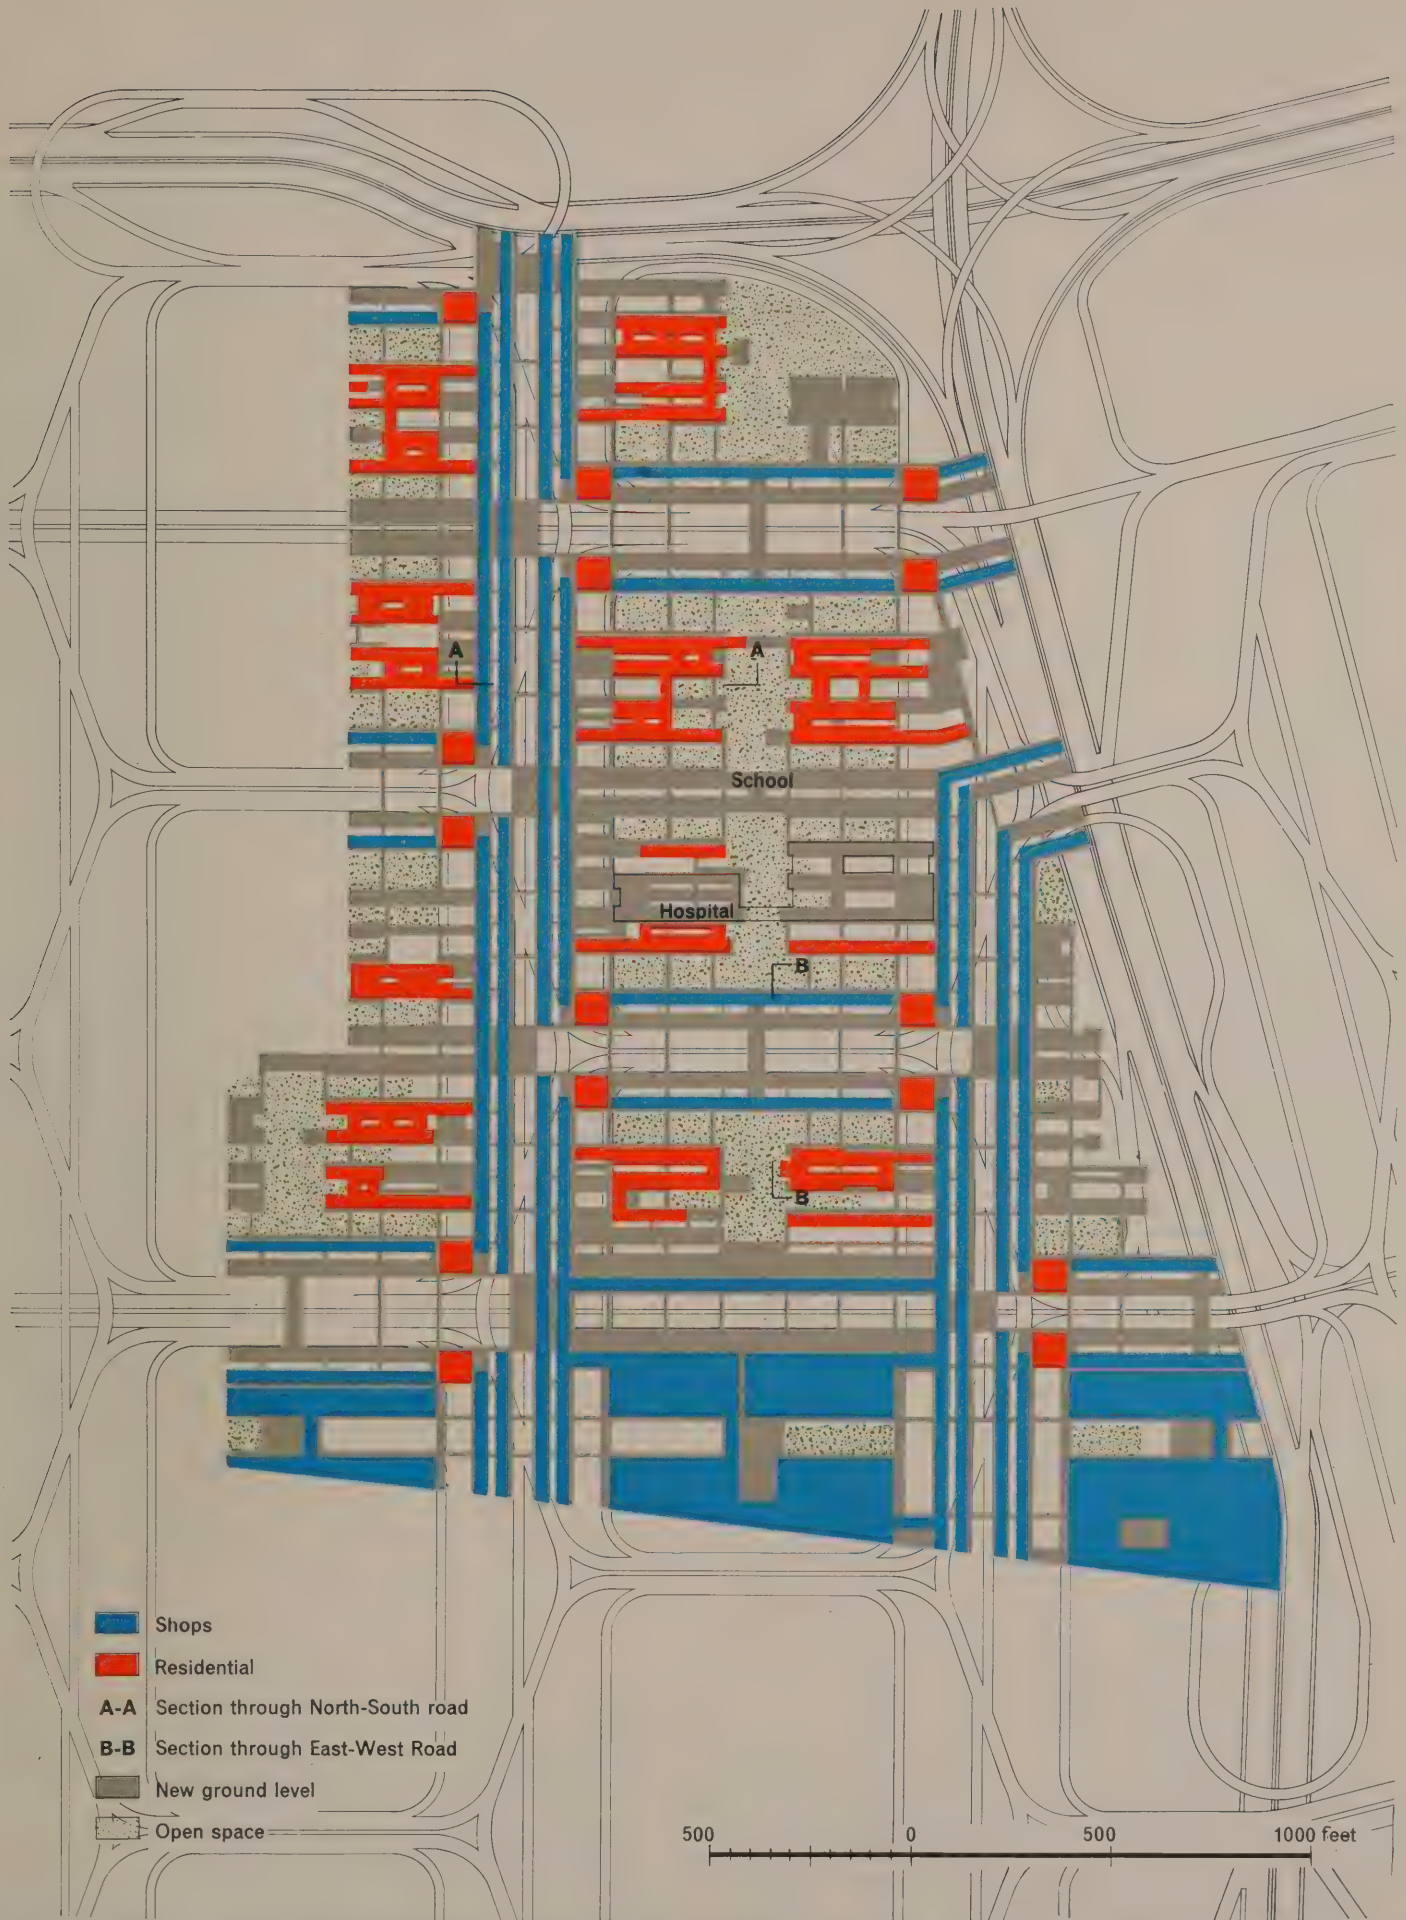 A
A
School
Hospital
B
B
Shops
Residential
A-A Section through North-South road
B-B Section through East-West Road
New ground level
Open space
500 0 500 1000 feet